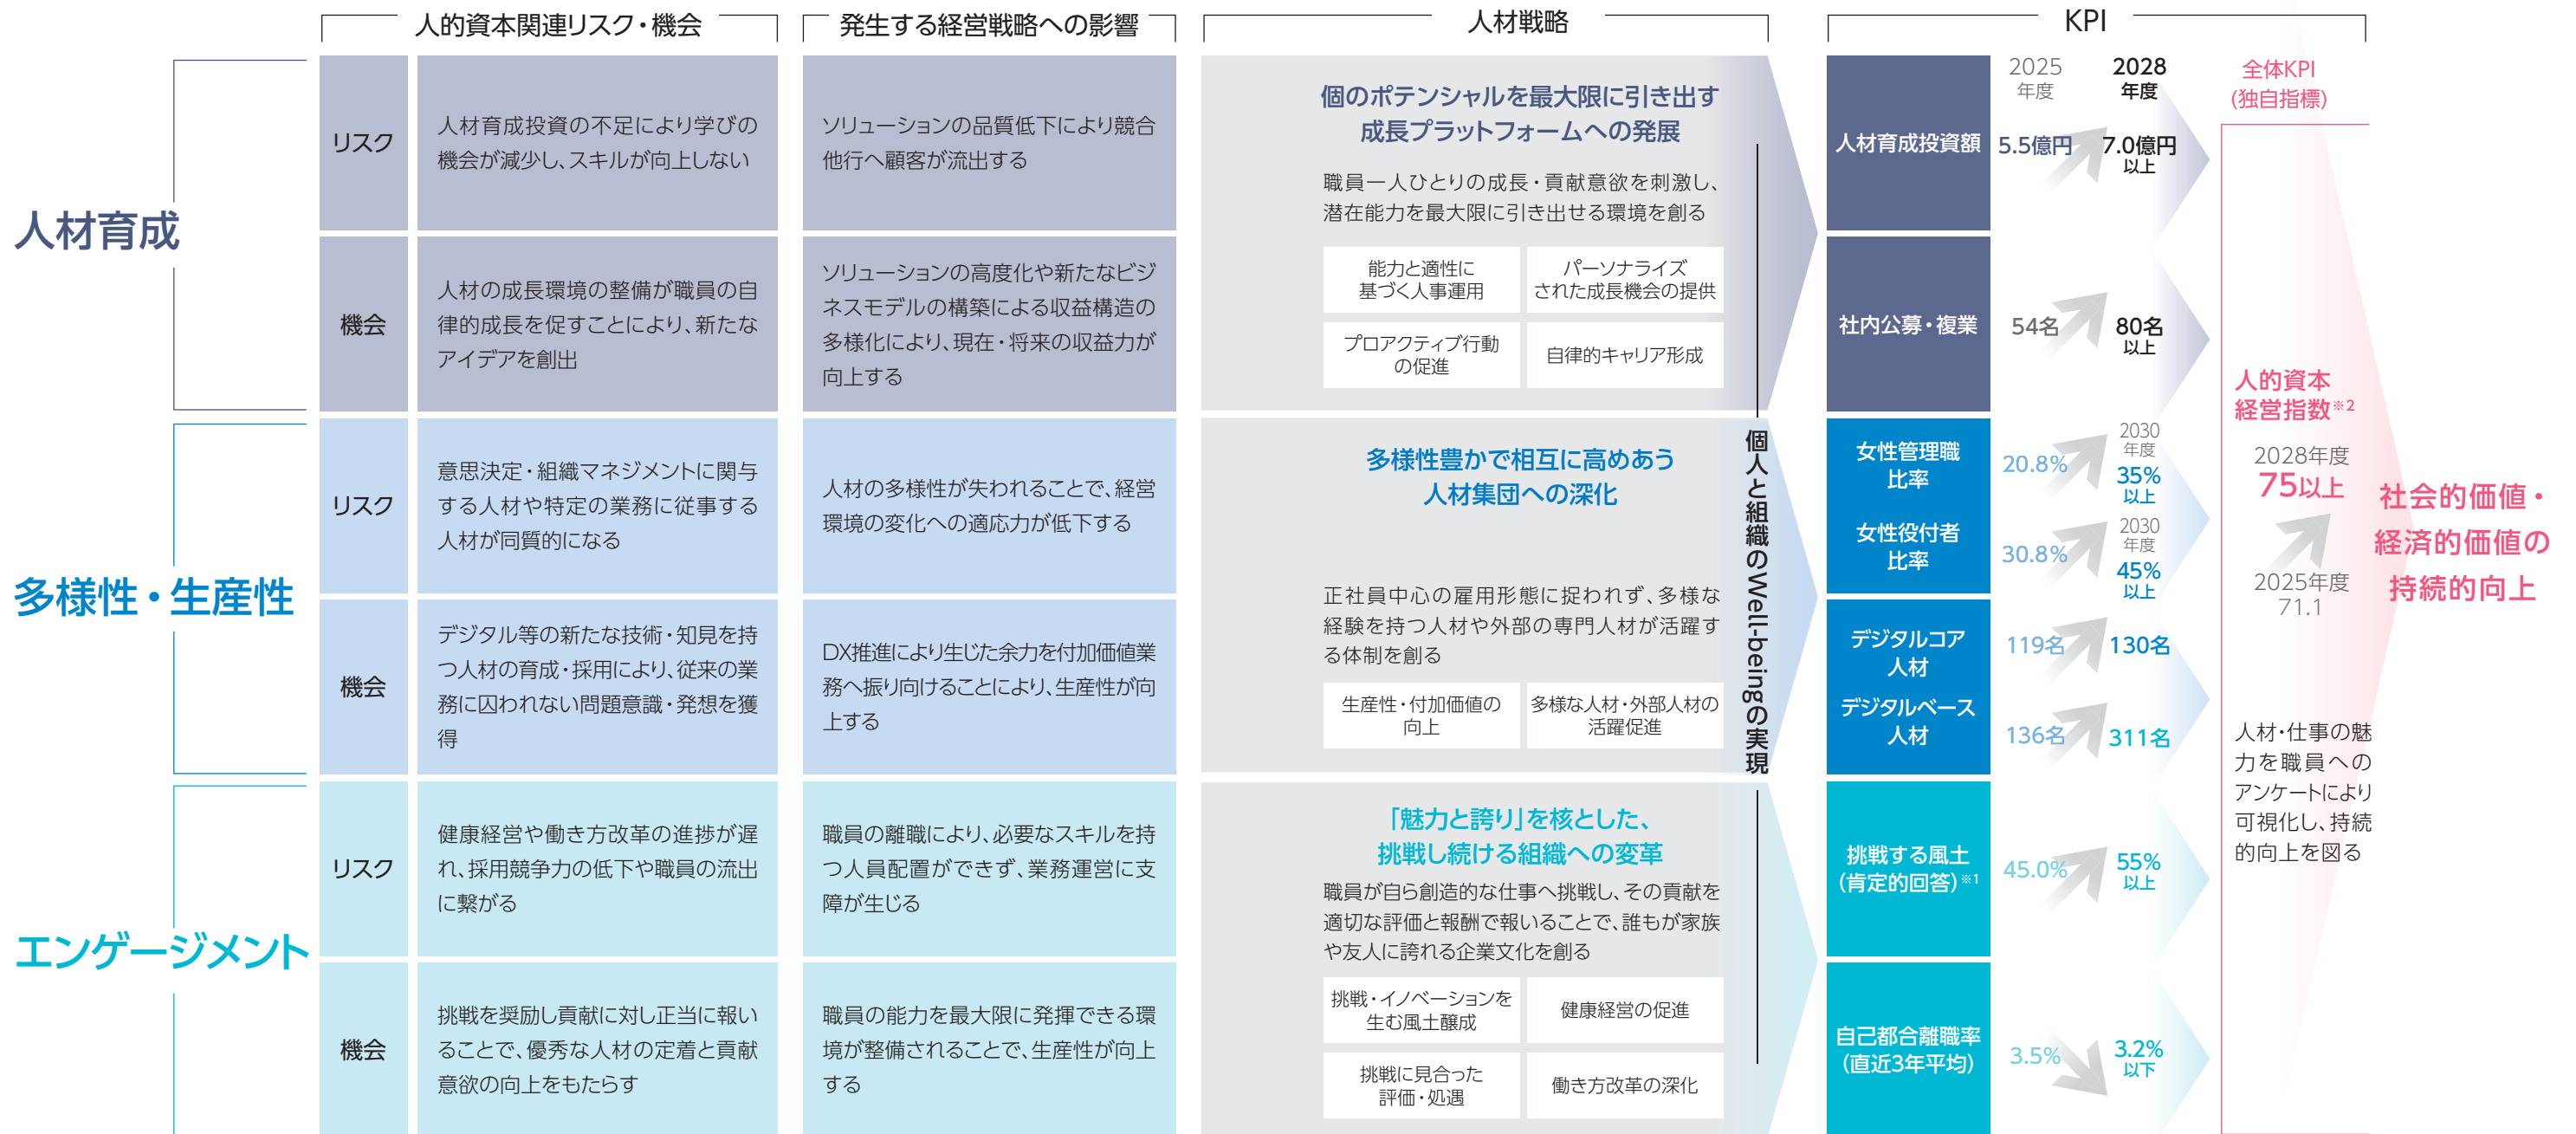 人的資本関連リスク・機会
発生する経営戦略への影響
人材戦略
KPI
人材育成
リスク
人材育成投資の不足により学びの
機会が減少し、スキルが向上しない
ソリューションの品質低下により競合
他行へ顧客が流出する
機会
人材の成長環境の整備が職員の自
律的成長を促すことにより、新たな
アイデアを創出
ソリューションの高度化や新たなビジ
ネスモデルの構築による収益構造の
多様化により、現在・将来の収益力が
向上する
個のポテンシャルを最大限に引き出す
成長プラットフォームへの発展
職員一人ひとりの成長・貢献意欲を刺激し、
潜在能力を最大限に引き出せる環境を創る
能力と適性に
基づく人事運用
パーソナライズ
された成長機会の提供
プロアクティブ行動
の促進
自律的キャリア形成
2025
年度
2028
年度
人材育成投資額
5.5億円
7.0億円
以上
社内公募・複業
54名
80名
以上
多様性・生産性
リスク
意思決定・組織マネジメントに関与
する人材や特定の業務に従事する
人材が同質的になる
人材の多様性が失われることで、経営
環境の変化への適応力が低下する
機会
デジタル等の新たな技術・知見を持
つ人材の育成・採用により、従来の業
務に囚われない問題意識・発想を獲
得
DX推進により生じた余力を付加価値業
務へ振り向けることにより、生産性が向
上する
多様性豊かで相互に高めあう
人材集団への深化
正社員中心の雇用形態に捉われず、多様な
経験を持つ人材や外部の専門人材が活躍す
る体制を創る
生産性・付加価値の
向上
多様な人材・外部人材の
活躍促進
個人と組織のWell-beingの実現
女性管理職
比率
20.8%
2030
年度
35%
以上
女性役付者
比率
30.8%
2030
年度
45%
以上
デジタルコア
人材
119名
130名
デジタルベース
人材
136名
311名
エンゲージメント
リスク
健康経営や働き方改革の進捗が遅
れ、採用競争力の低下や職員の流出
に繋がる
職員の離職により、必要なスキルを持
つ人員配置ができず、業務運営に支
障が生じる
機会
挑戦を奨励し貢献に対し正当に報い
ることで、優秀な人材の定着と貢献
意欲の向上をもたらす
職員の能力を最大限に発揮できる環
境が整備されることで、生産性が向上
する
「魅力と誇り」を核とした、
挑戦し続ける組織への変革
職員が自ら創造的な仕事へ挑戦し、その貢献を
適切な評価と報酬で報いることで、誰もが家族
や友人に誇れる企業文化を創る
挑戦・イノベーションを
生む風土醸成
健康経営の促進
挑戦に見合った
評価・処遇
働き方改革の深化
挑戦する風土
(肯定的回答)※1
45.0%
55%
以上
自己都合離職率
(直近3年平均)
3.5%
3.2%
以下
全体KPI
(独自指標)
人的資本
経営指数※2
2028年度
75以上
2025年度
71.1
人材・仕事の魅
力を職員への
アンケートにより
可視化し、持続
的向上を図る
社会的価値・
経済的価値の
持続的向上